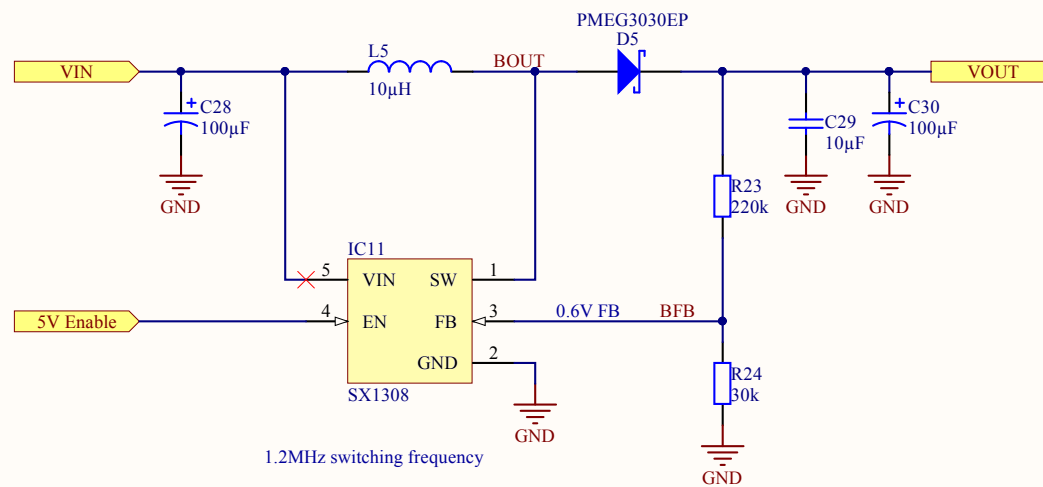 PMEG3030EP
D5
L5
10µH
BOUT
VIN
VOUT
C28
100µF
GND
C29
10µF
GND
C30
100µF
GND
R23
220k
IC11
5 VIN SW 1
5V Enable
4 EN FB 3
0.6V FB
BFB
GND 2
SX1308
GND
R24
30k
GND
1.2MHz switching frequency